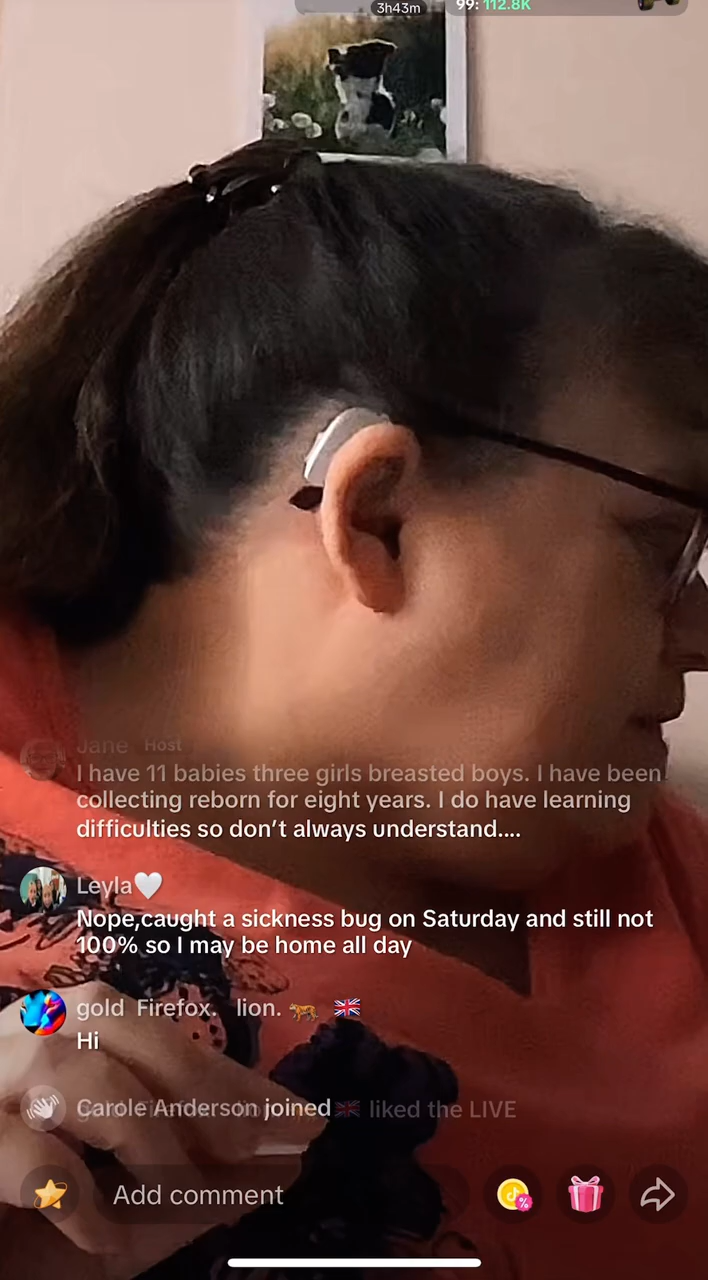 3h43m
99: 112.8K
Jane Host
I have 11 babies three girls breasted boys. I have been
collecting reborn for eight years. I do have learning
difficulties so don't always understand....
Leyla🤍
Nope,caught a sickness bug on Saturday and still not
100% so I may be home all day
gold Firefox. lion. 🐅 🇬🇧
Hi
Carole Anderson joined
🇬🇧 liked the LIVE
Add comment